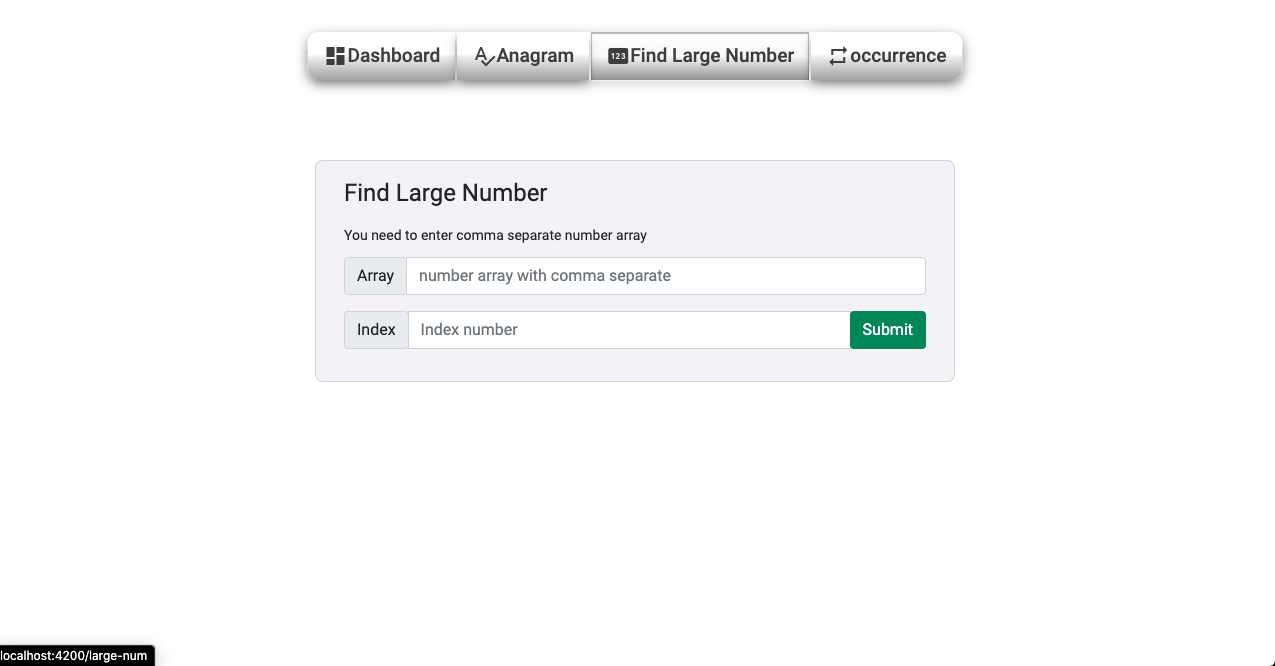 Dashboard Anagram 123 Find Large Number occurrence
Find Large Number
You need to enter comma separate number array
Array number array with comma separate
Index Index number Submit
localhost:4200/large-num